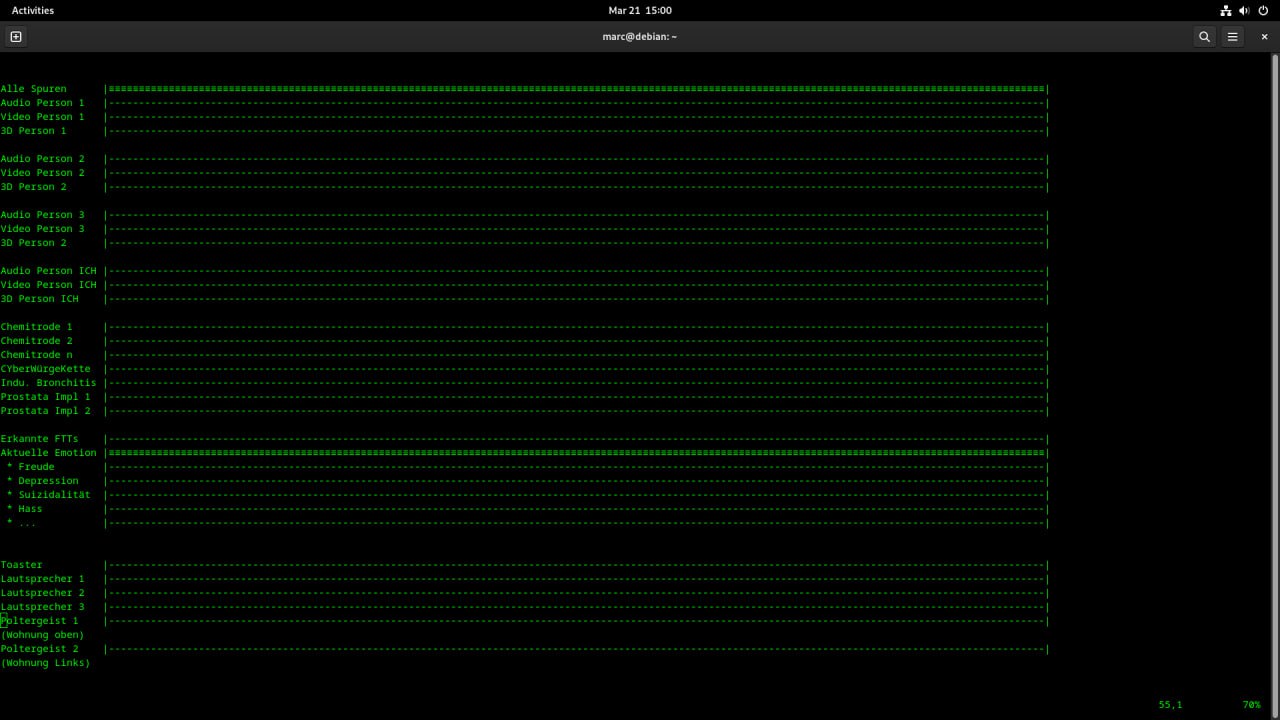 Activities
Mar 21 15:00
marc@debian: ~
Alle Spuren
Audio Person 1
Video Person 1
3D Person 1
Audio Person 2
Video Person 2
3D Person 2
Audio Person 3
Video Person 3
3D Person 2
Audio Person ICH
Video Person ICH
3D Person ICH
Chemitrode 1
Chemitrode 2
Chemitrode n
CYberWürgeKette
Indu. Bronchitis
Prostata Impl 1
Prostata Impl 2
Erkannte FTTs
Aktuelle Emotion
* Freude
* Depression
* Suizidalität
* Hass
* ...
Toaster
Lautsprecher 1
Lautsprecher 2
Lautsprecher 3
Poltergeist 1
(Wohnung oben)
Poltergeist 2
(Wohnung Links)
55,1 70%